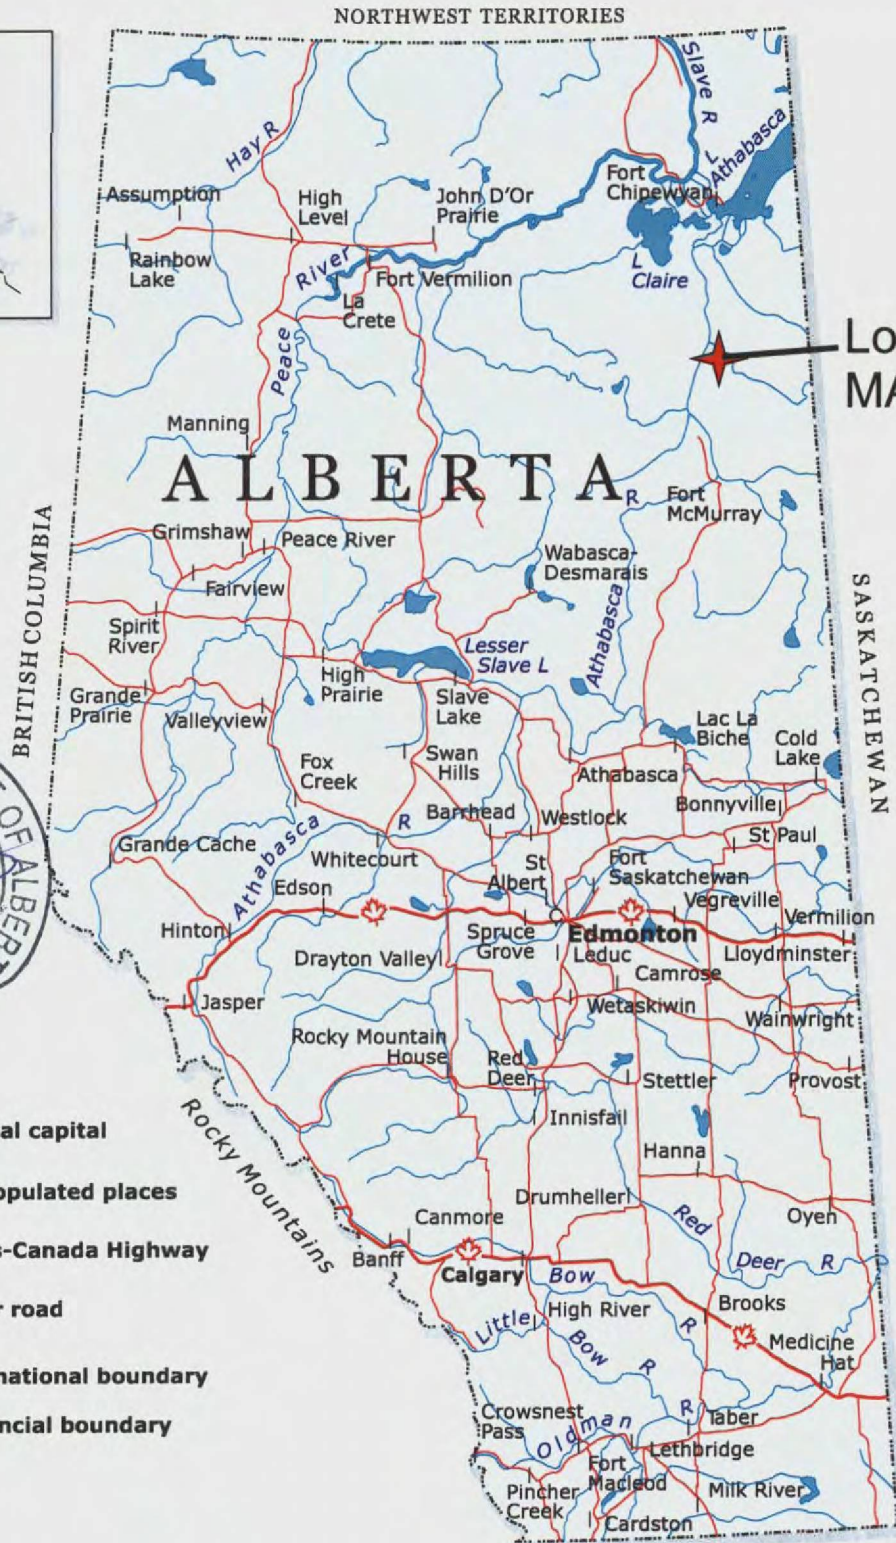 NORTHWEST TERRITORIES
Slave R
L Athabasca
Hay R
Fort
Chipewyan
Assumption
High
Level
John D'Or
Prairie
Rainbow
Lake
River
Fort Vermilion
L
Claire
La
Crete
Peace
Lo
MA
Manning
ALBERTA
R
Fort
McMurray
BRITISH COLUMBIA
SASKATCHEWAN
Grimshaw
Peace River
Wabasca-
Desmarais
Fairview
Athabasca
Spirit
River
Lesser
Slave L
High
Prairie
Grande
Prairie
Valleyview
Slave
Lake
Lac La
Biche
Cold
Lake
Fox
Creek
Swan
Hills
Athabasca
Bonnyville
Barrhead
Westlock
R
Athabasca
St Paul
Grande Cache
Whitecourt
St
Albert
Fort
Saskatchewan
OF ALBERT
Edson
Vegreville
Vermilion
Hinton
Spruce
Grove
Edmonton
Leduc
Lloydminster
Drayton Valley
Camrose
Jasper
Wetaskiwin
Wainwright
Rocky Mountain
House
Red
Deer
Stettler
Provost
Innisfail
Rocky Mountains
al capital
Hanna
opulated places
Drumheller
Red
Deer R
Oyen
Canmore
s-Canada Highway
Banff
Calgary
Bow
R
r road
Little
Bow
R
High River
Brooks
Medicine
Hat
national boundary
Crowsnest
Pass
Oldman
R
Taber
ncial boundary
Lethbridge
Fort
Macleod
Pincher
Creek
Milk River
Cardston